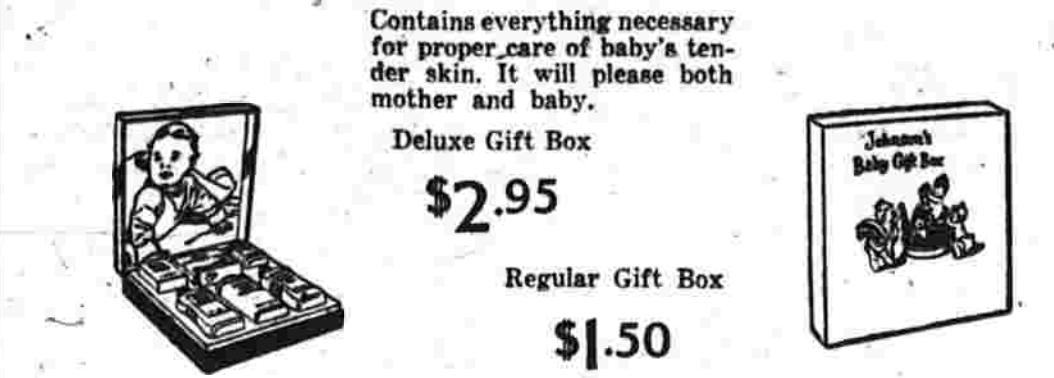 Contains everything necessary
for proper care of baby's ten-
der skin. It will please both
mother and baby.
Deluxe Gift Box
$2.95
Regular Gift Box
$1.50
Johnson's
Baby Gift Box